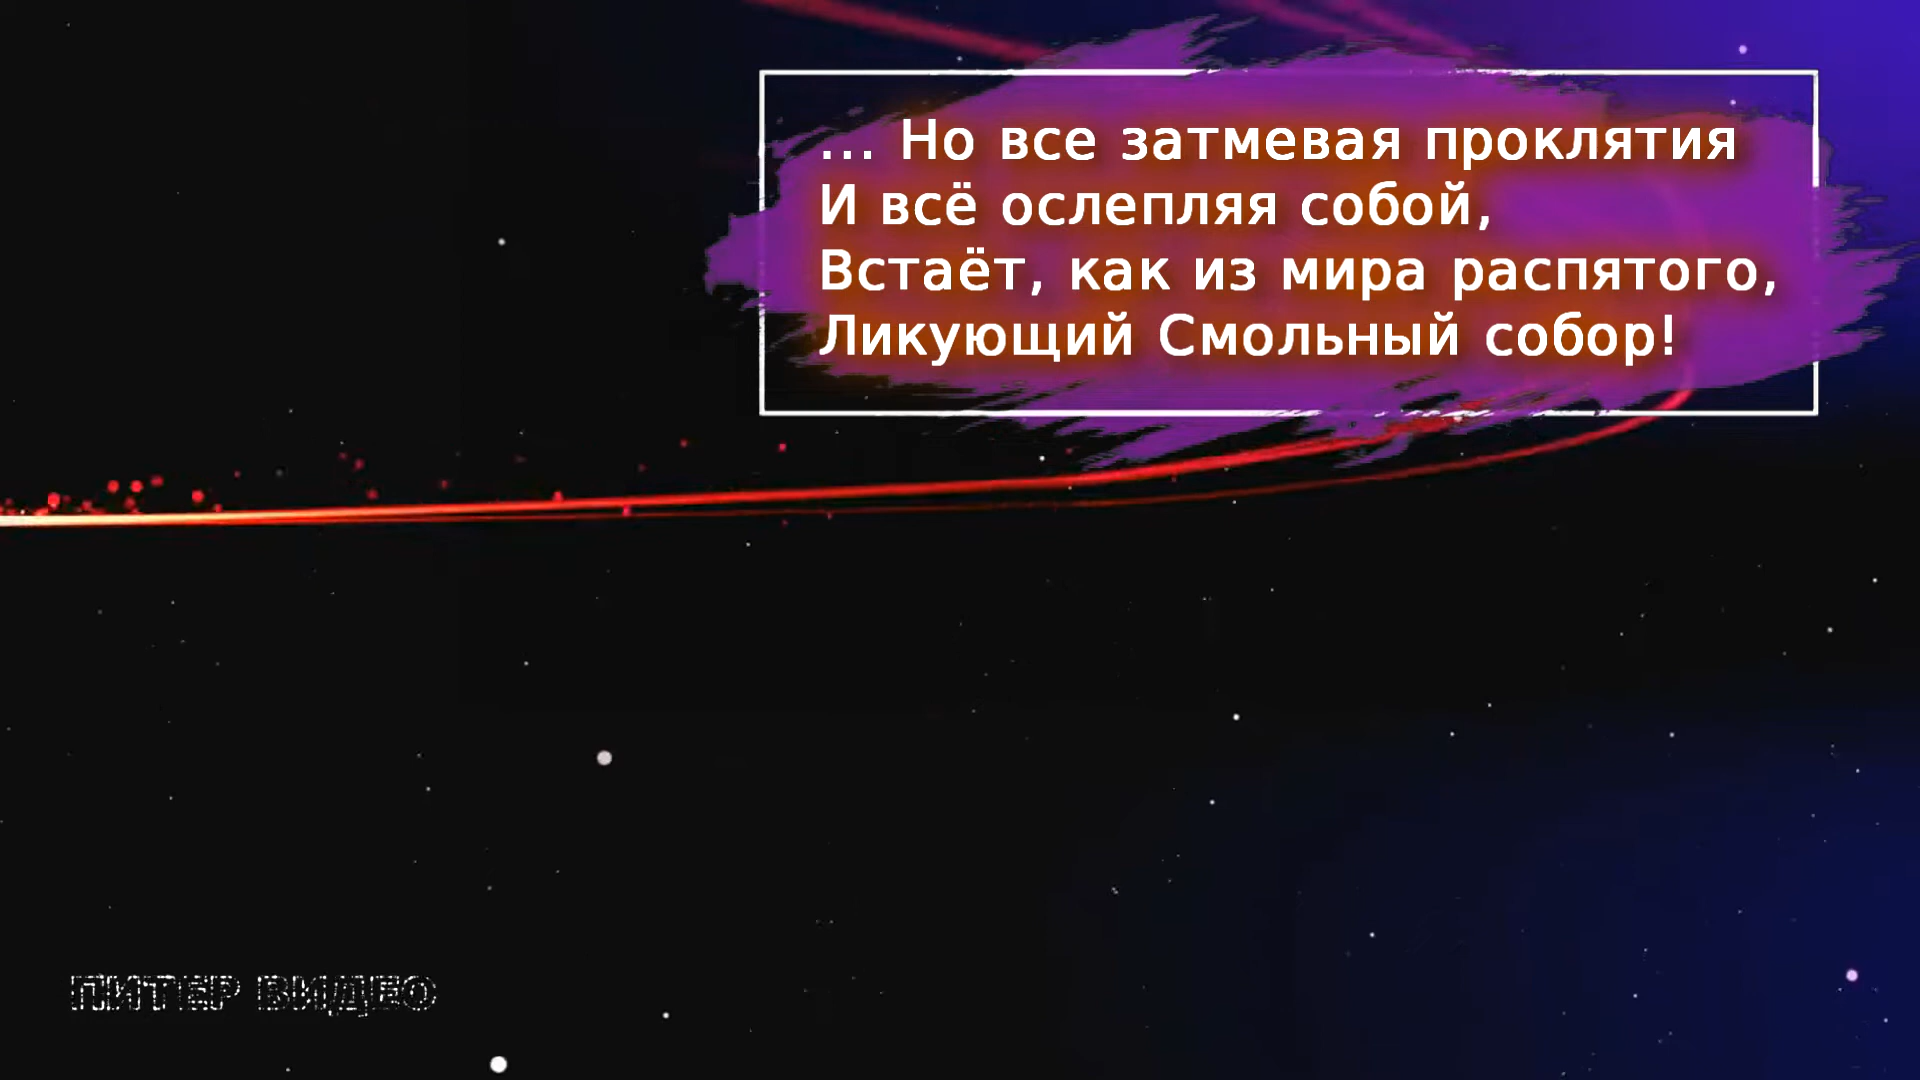 ... Но все затмевая проклятия
И всё ослепляя собой,
Встаёт, как из мира распятого,
Ликующий Смольный собор!
ПИТЕР ВИДЕО